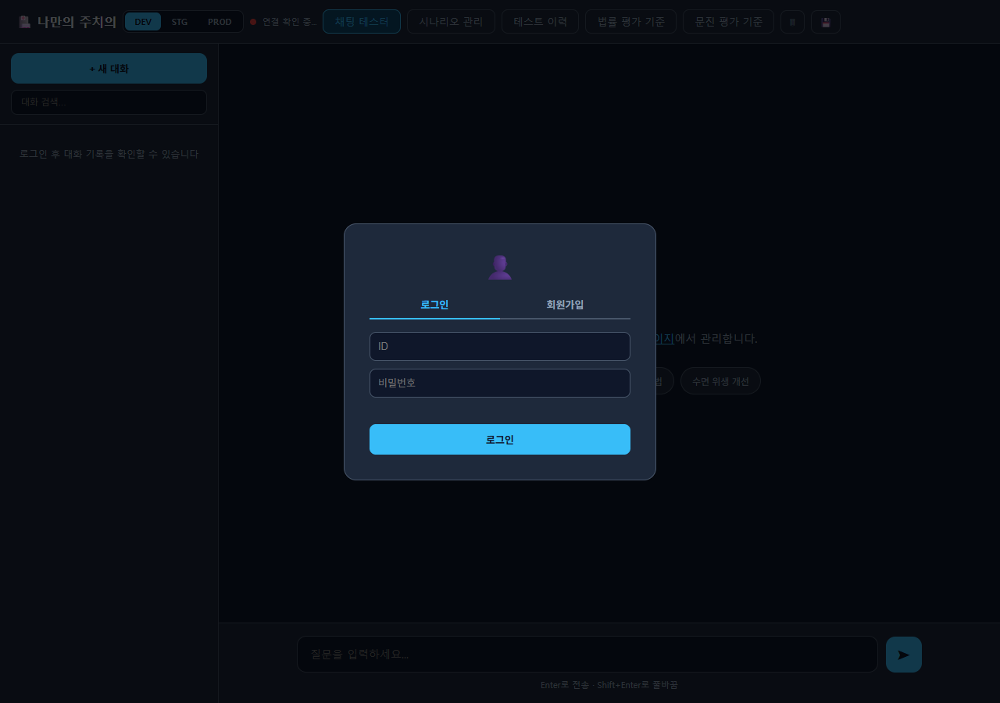 나만의 주치의
DEV STG PROD
연결 확인 중...
채팅 테스터
시나리오 관리
테스트 이력
법률 평가 기준
문진 평가 기준
+ 새 대화
대화 검색...
로그인 후 대화 기록을 확인할 수 있습니다
로그인
회원가입
ID
비밀번호
로그인
이지에서 관리합니다.
법
수면 위생 개선
질문을 입력하세요...
Enter로 전송 · Shift+Enter로 줄바꿈